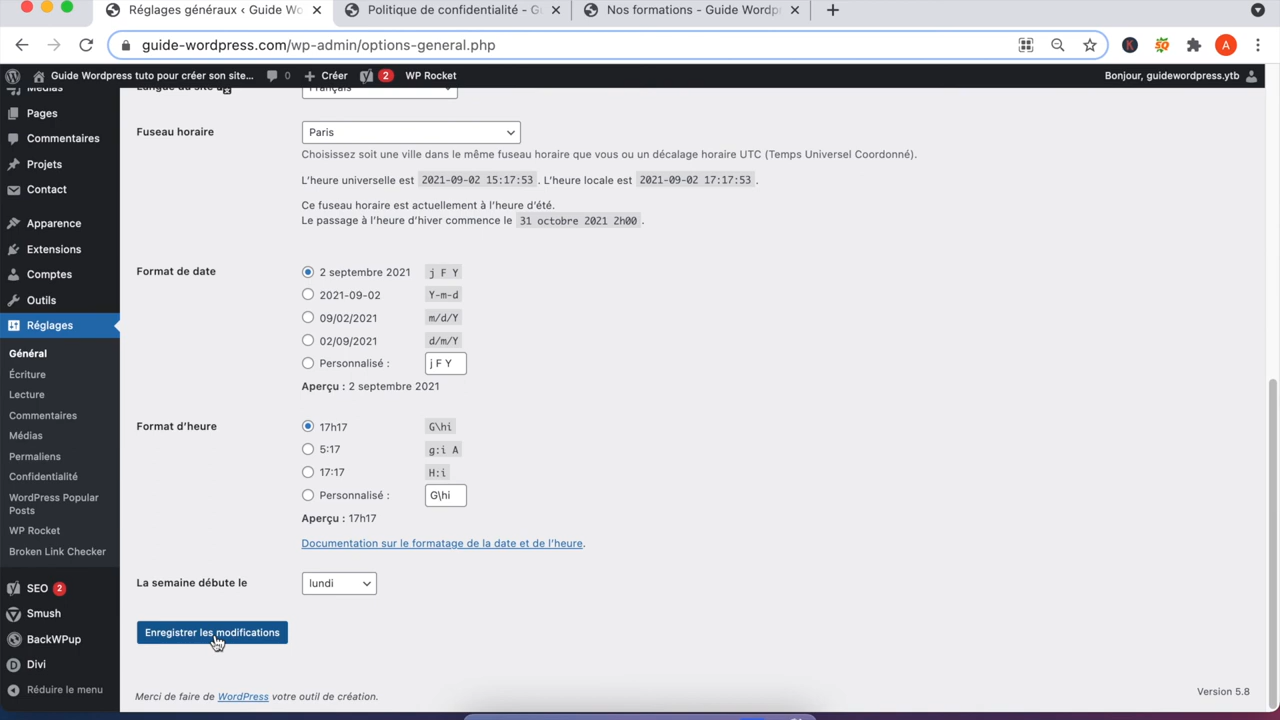 Réglages généraux ‹ Guide Wo
Politique de confidentialité - G
Nos formations - Guide Wordpr
guide-wordpress.com/wp-admin/options-general.php
K
SQ
A
Guide Wordpress tuto pour créer son site...
0
Créer
2
WP Rocket
Bonjour, guidewordpress.ytb
Médias
Pages
Commentaires
Projets
Contact
Apparence
Extensions
Comptes
Outils
Réglages
Général
Écriture
Lecture
Commentaires
Médias
Permaliens
Confidentialité
WordPress Popular
Posts
WP Rocket
Broken Link Checker
SEO 2
Smush
BackWPup
Divi
Réduire le menu
Langue du site
Français
Fuseau horaire
Paris
Choisissez soit une ville dans le même fuseau horaire que vous ou un décalage horaire UTC (Temps Universel Coordonné).
L'heure universelle est 2021-09-02 15:17:53. L'heure locale est 2021-09-02 17:17:53.
Ce fuseau horaire est actuellement à l'heure d'été.
Le passage à l'heure d'hiver commence le 31 octobre 2021 2h00.
Format de date
2 septembre 2021 j F Y
2021-09-02 Y-m-d
09/02/2021 m/d/Y
02/09/2021 d/m/Y
Personnalisé : j F Y
Aperçu : 2 septembre 2021
Format d'heure
17h17 G\hi
5:17 g:i A
17:17 H:i
Personnalisé : G\hi
Aperçu : 17h17
Documentation sur le formatage de la date et de l'heure.
La semaine débute le
lundi
Enregistrer les modifications
Merci de faire de WordPress votre outil de création.
Version 5.8